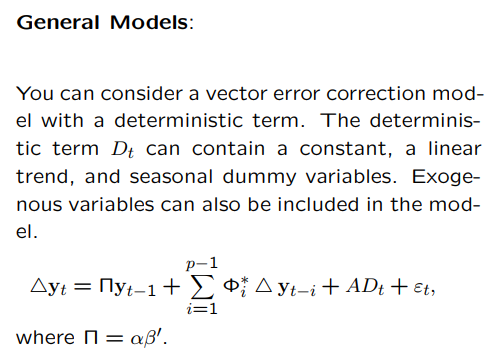 General Models:
You can consider a vector error correction mod-
el with a deterministic term. The determinis-
tic term Dₜ can contain a constant, a linear
trend, and seasonal dummy variables. Exoge-
nous variables can also be included in the mod-
el.
△yₜ = Πyₜ₋₁ + ∑ᵢ₌₁ᵖ⁻¹ Φᵢ* △ yₜ₋ᵢ + ADₜ + εₜ,
where Π = αβ′.